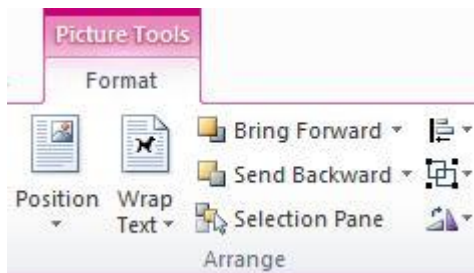 Picture Tools
Format
Position
Wrap
Text
Bring Forward
Send Backward
Selection Pane
Arrange